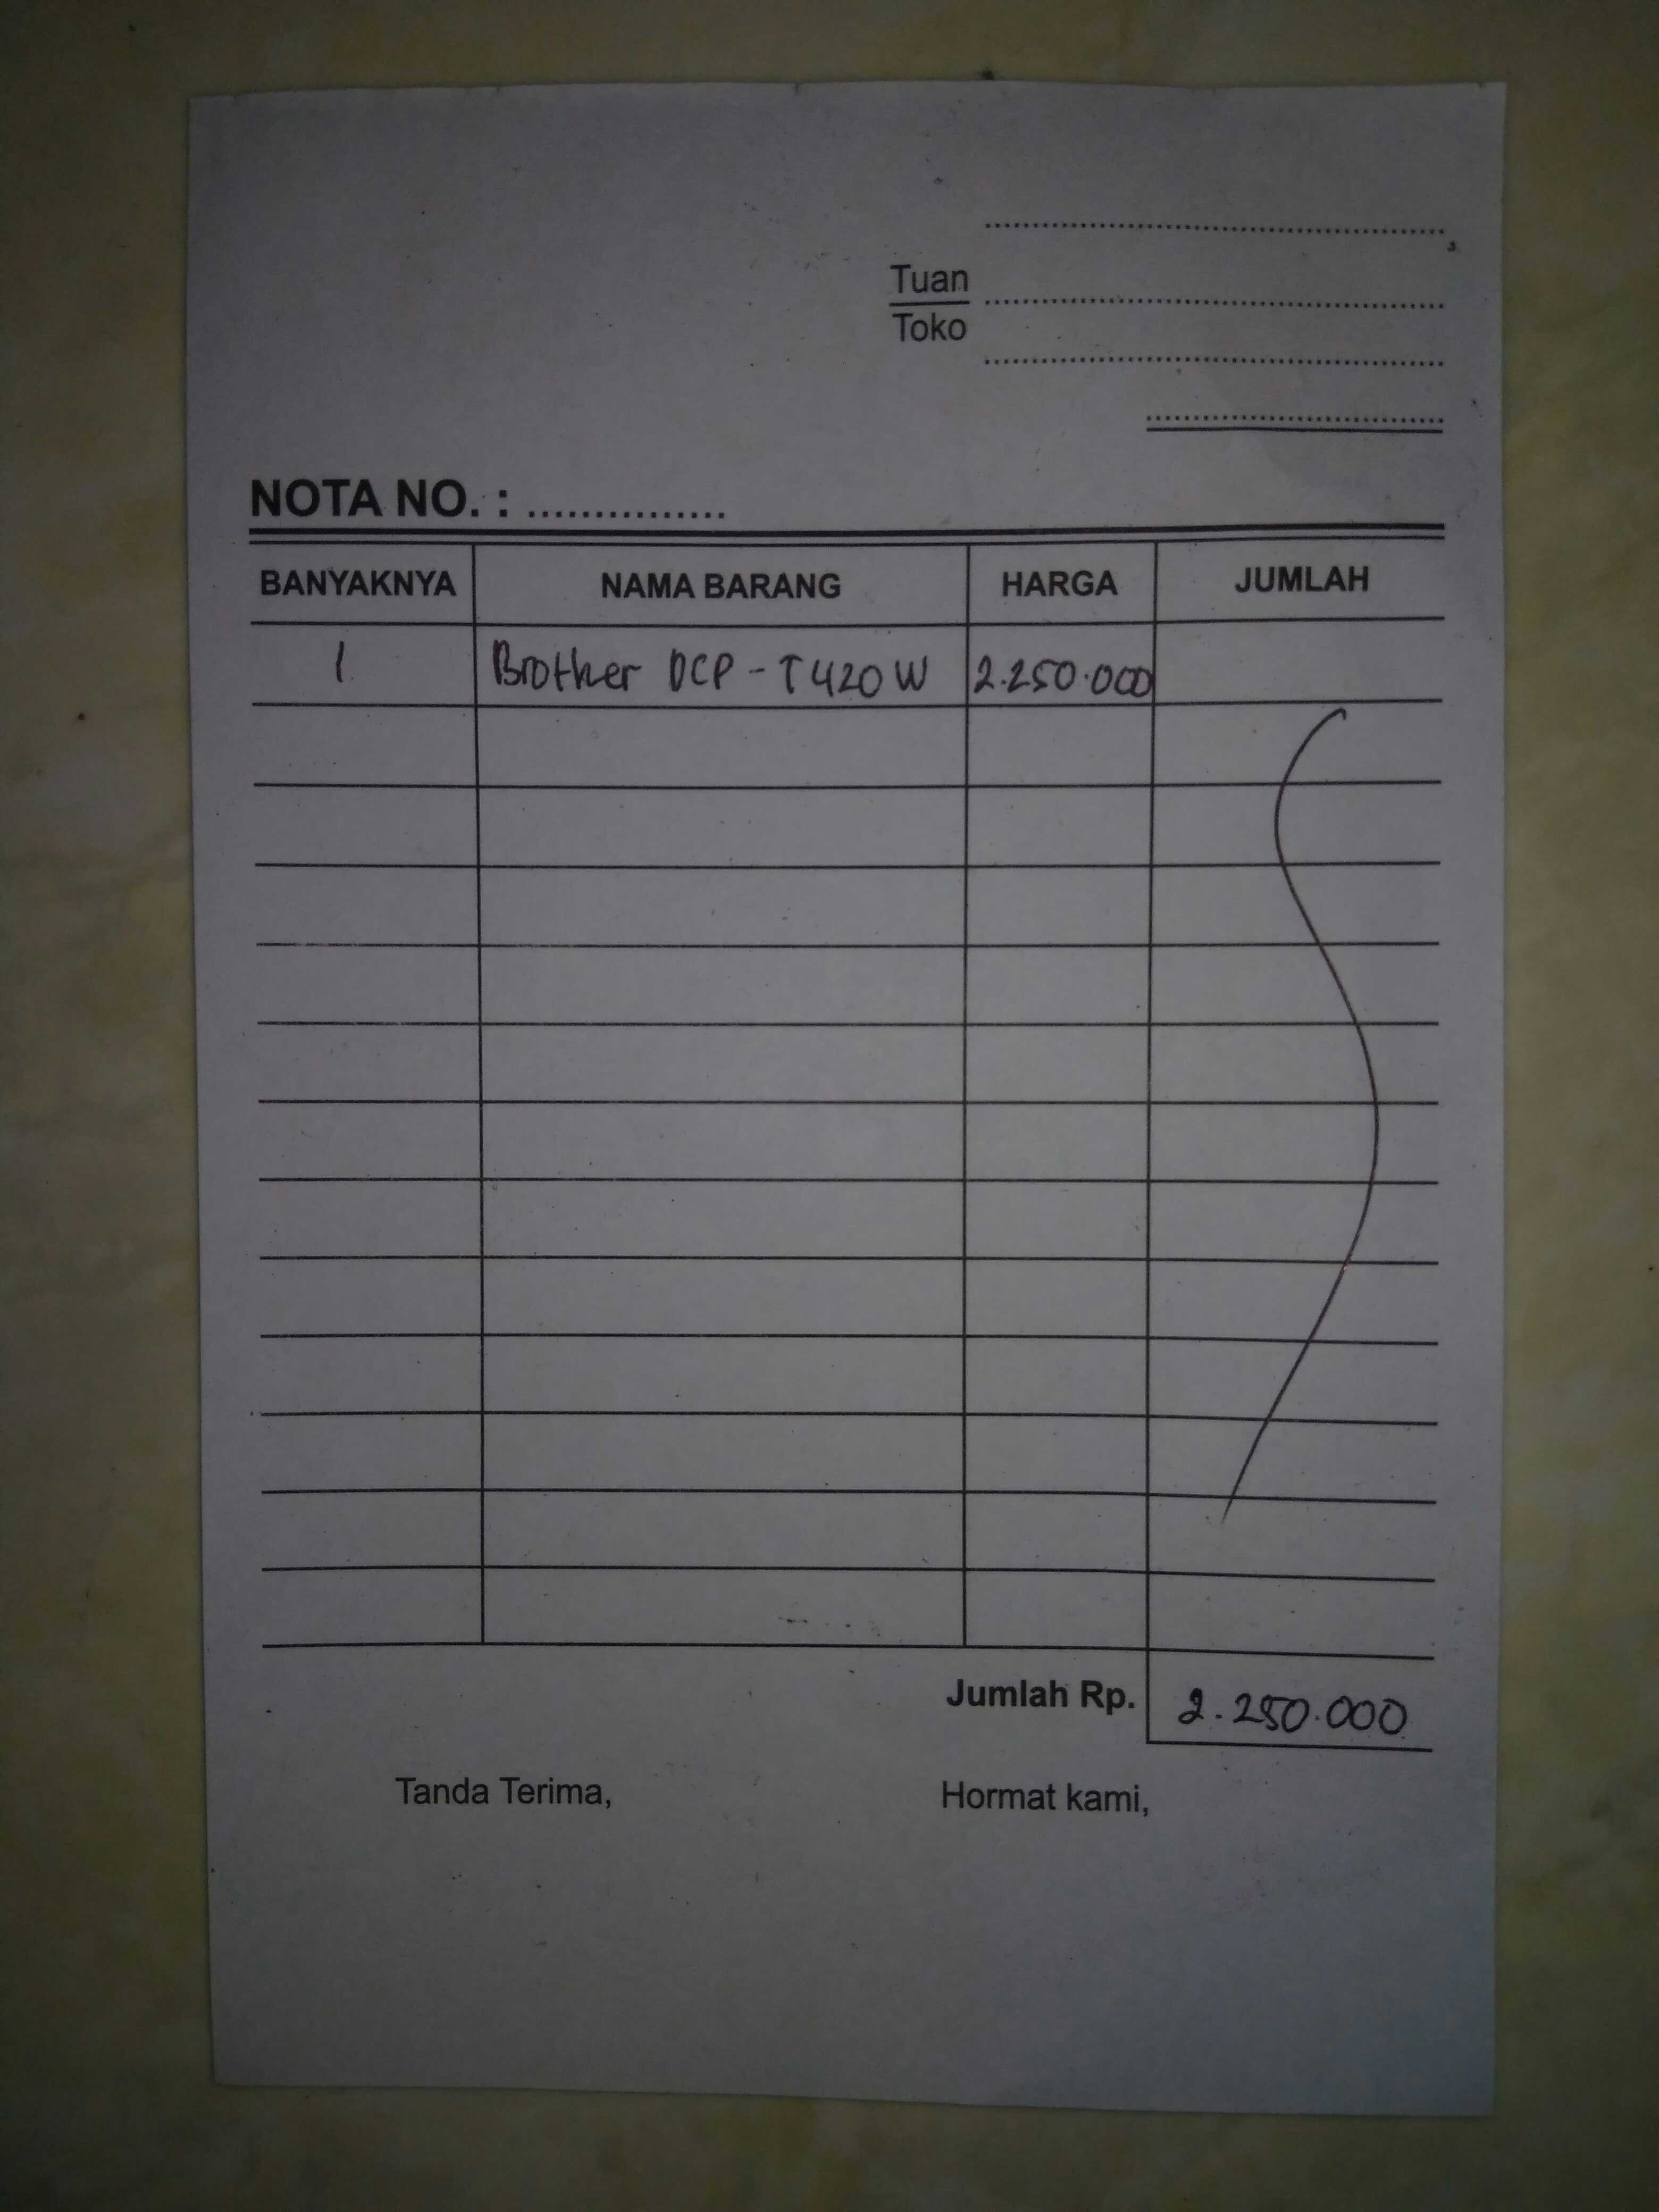 Tuan
Toko
NOTA NO. : ...............
BANYAKNYA NAMA BARANG HARGA JUMLAH
1 Brother DCP - T420W 2.250.000
Jumlah Rp. 2.250.000
Tanda Terima, Hormat kami,